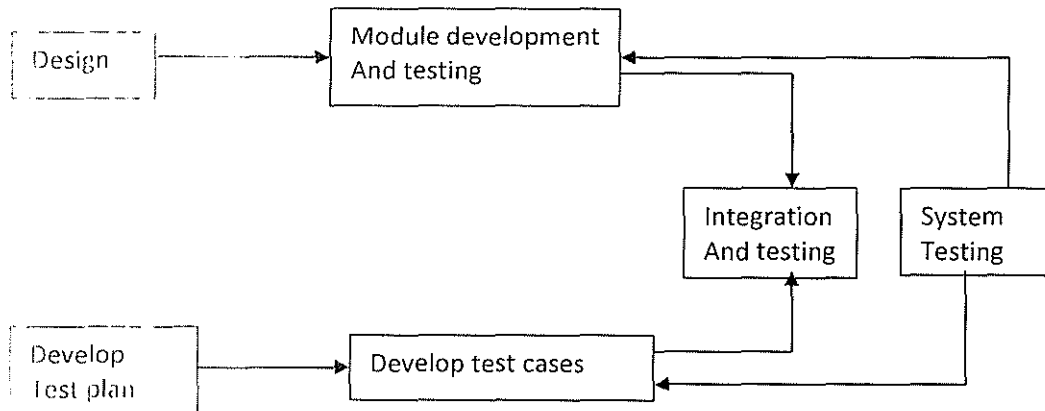 Design
Module development
And testing
Integration
And testing
System
Testing
Develop
Test plan
Develop test cases